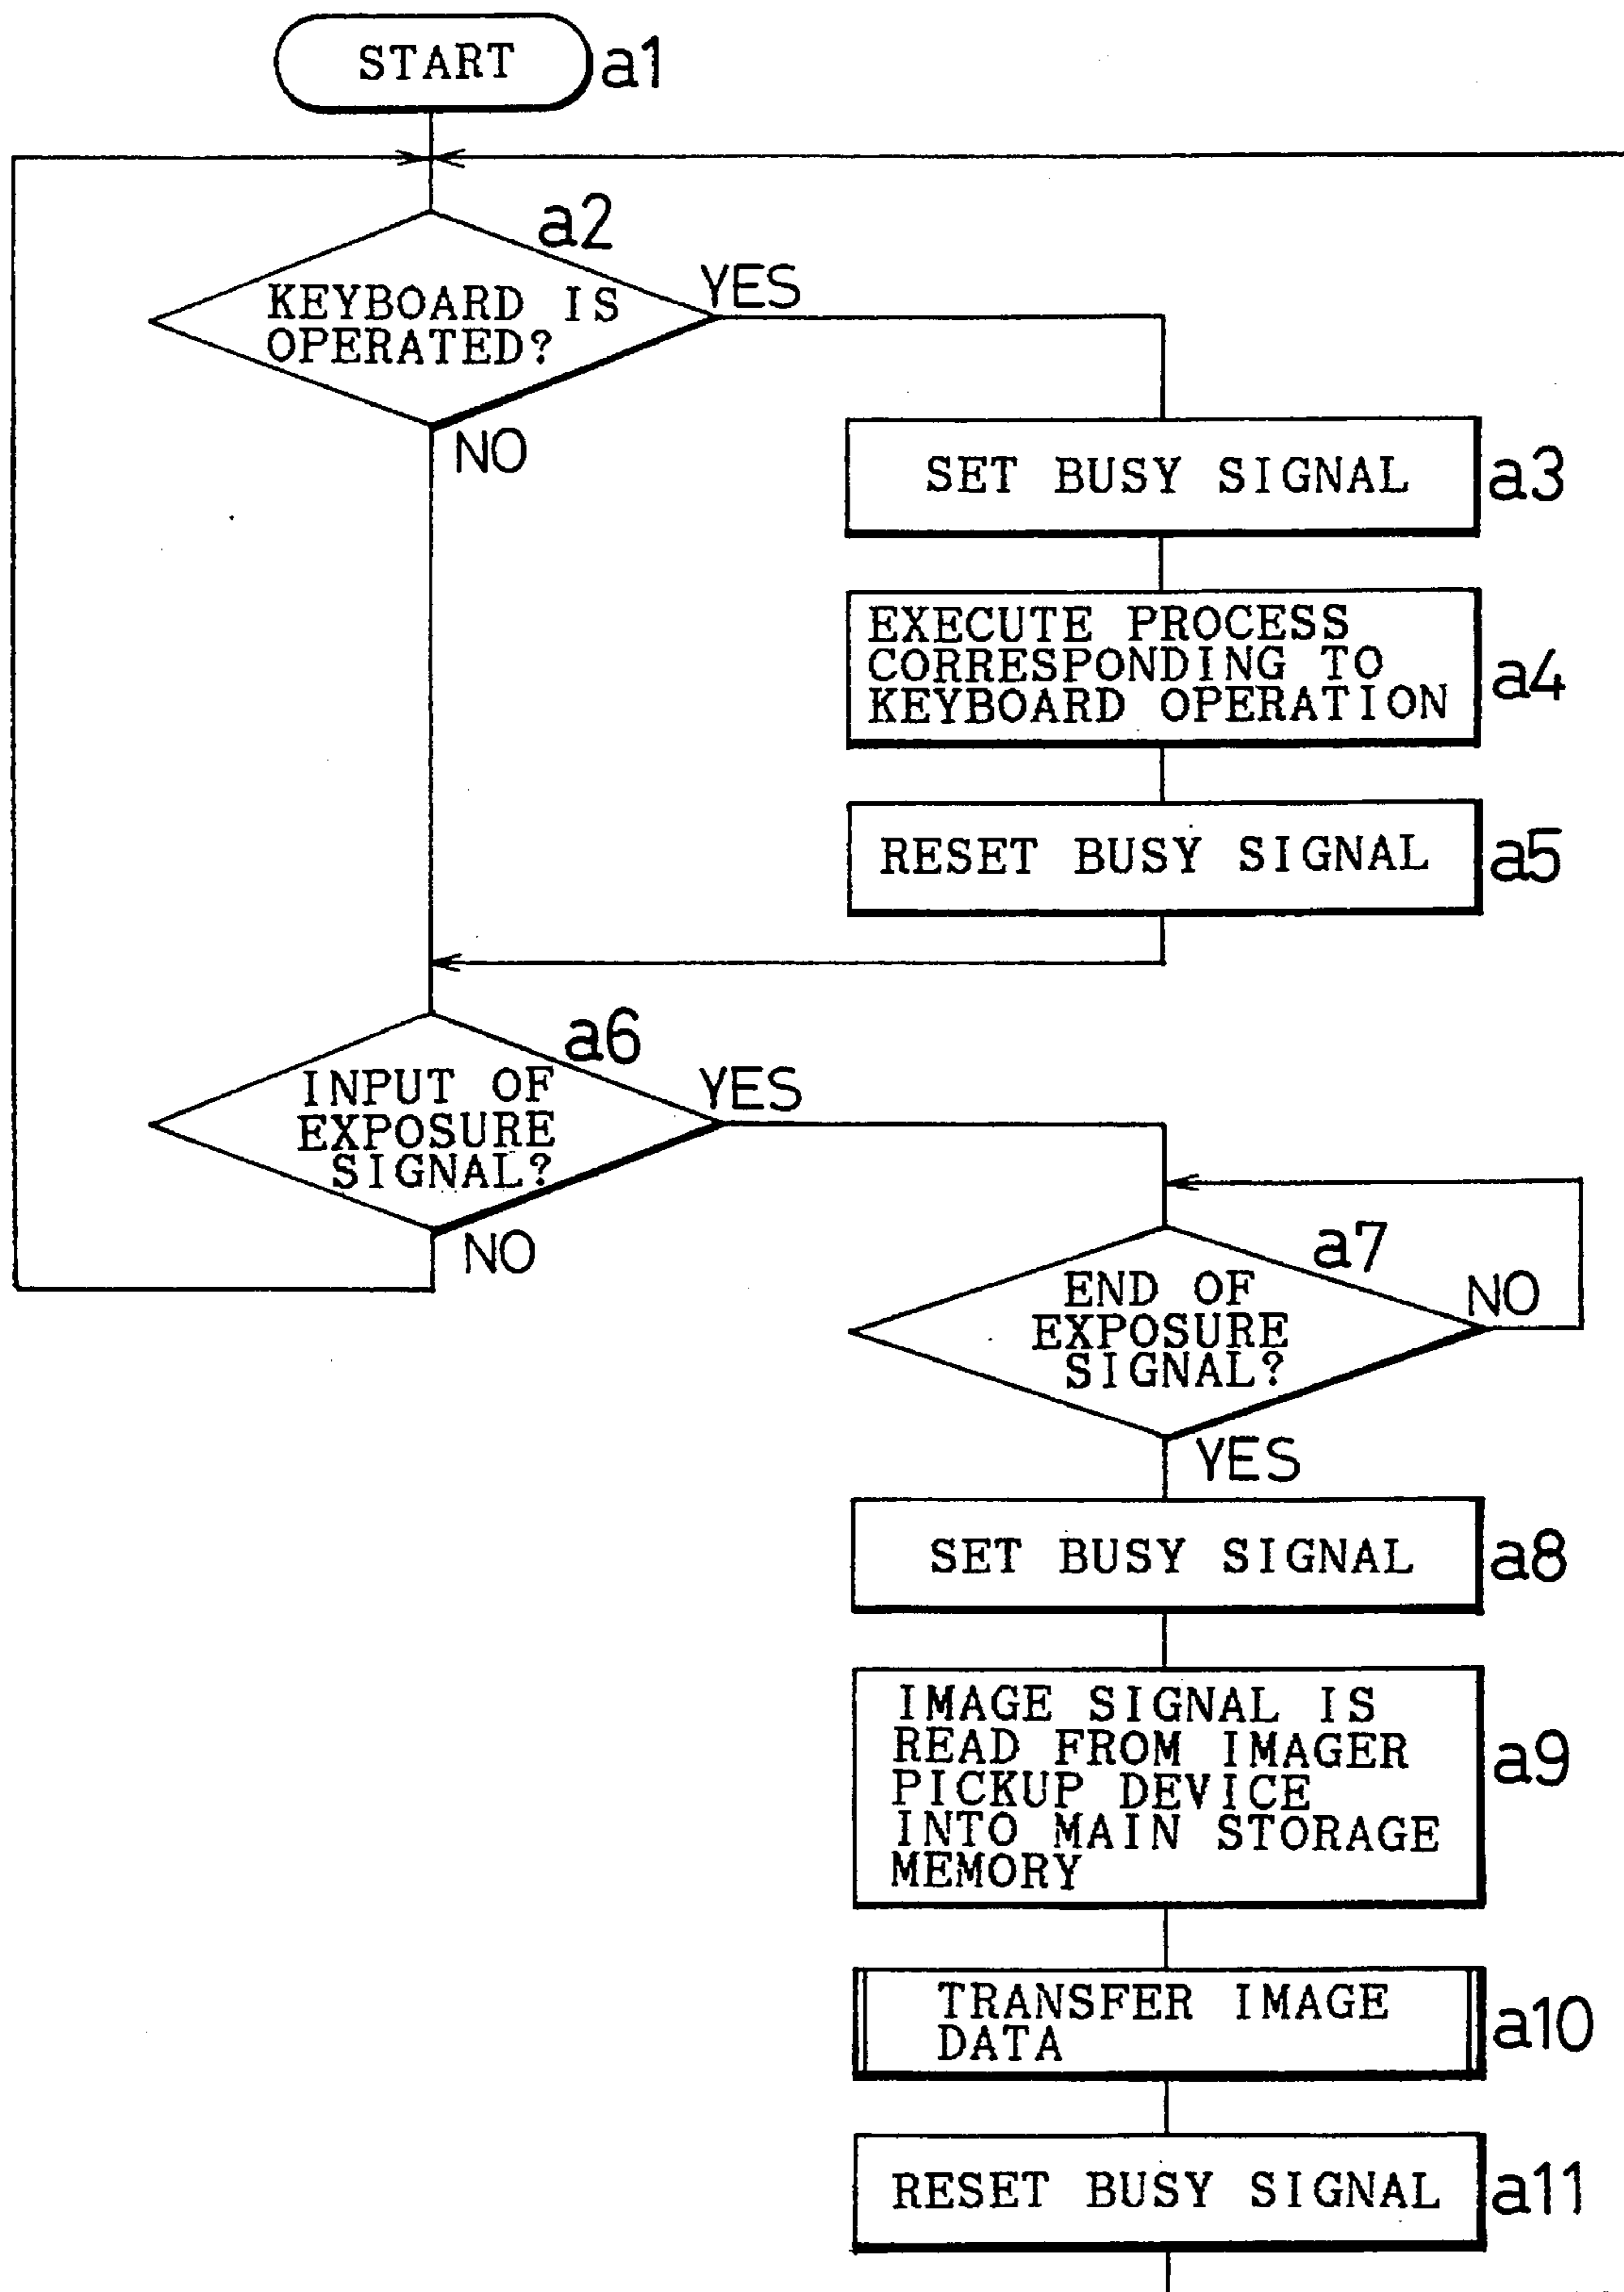 START a1
a2
YES
KEYBOARD IS
OPERATED?
NO
SET BUSY SIGNAL a3
EXECUTE PROCESS
CORRESPONDING TO
KEYBOARD OPERATION
a4
RESET BUSY SIGNAL a5
a6
YES
INPUT OF
EXPOSURE
SIGNAL?
NO
a7
END OF
EXPOSURE
SIGNAL?
NO
YES
SET BUSY SIGNAL a8
IMAGE SIGNAL IS
READ FROM IMAGER
PICKUP DEVICE
INTO MAIN STORAGE
MEMORY
a9
TRANSFER IMAGE
DATA
a10
RESET BUSY SIGNAL a11